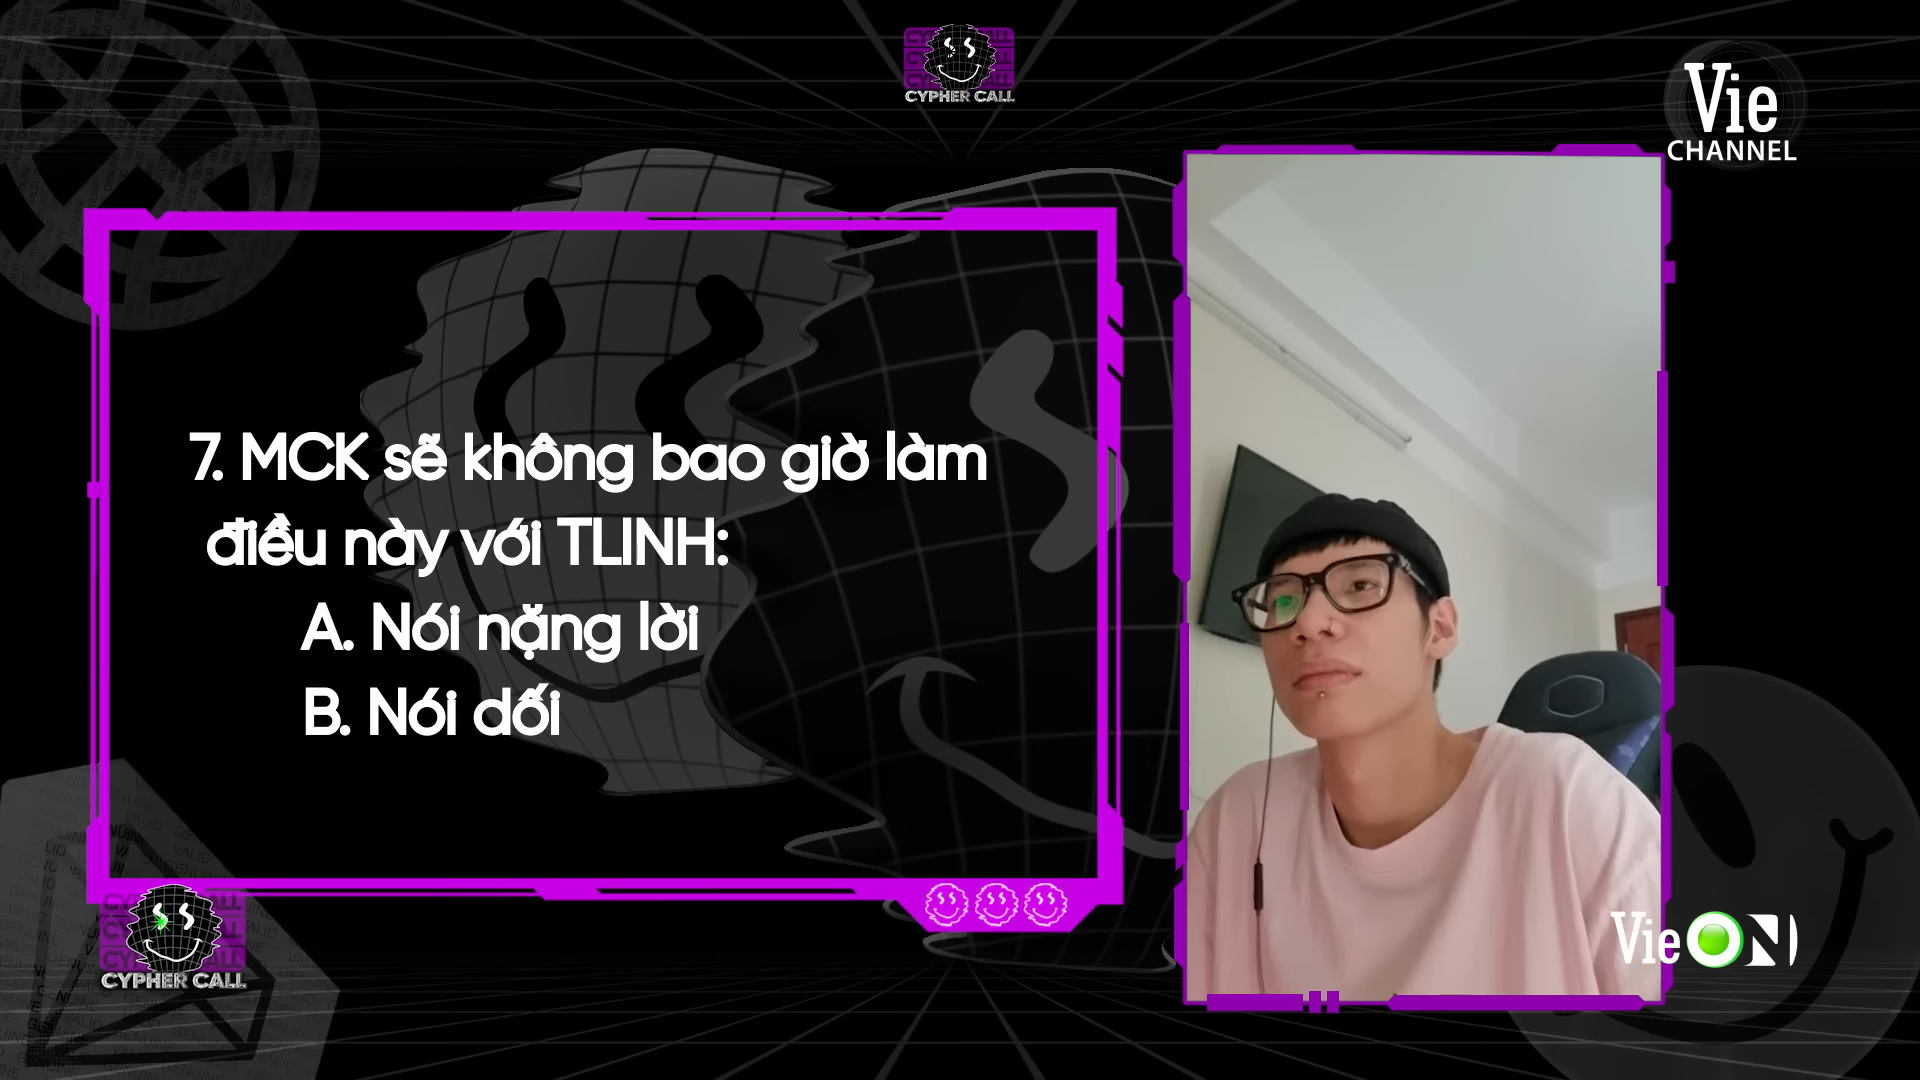 CYPHER CALL
Vie
CHANNEL
7. MCK sẽ không bao giờ làm
điều này với TLINH:
A. Nói nặng lời
B. Nói dối
CYPHER CALL
VieON